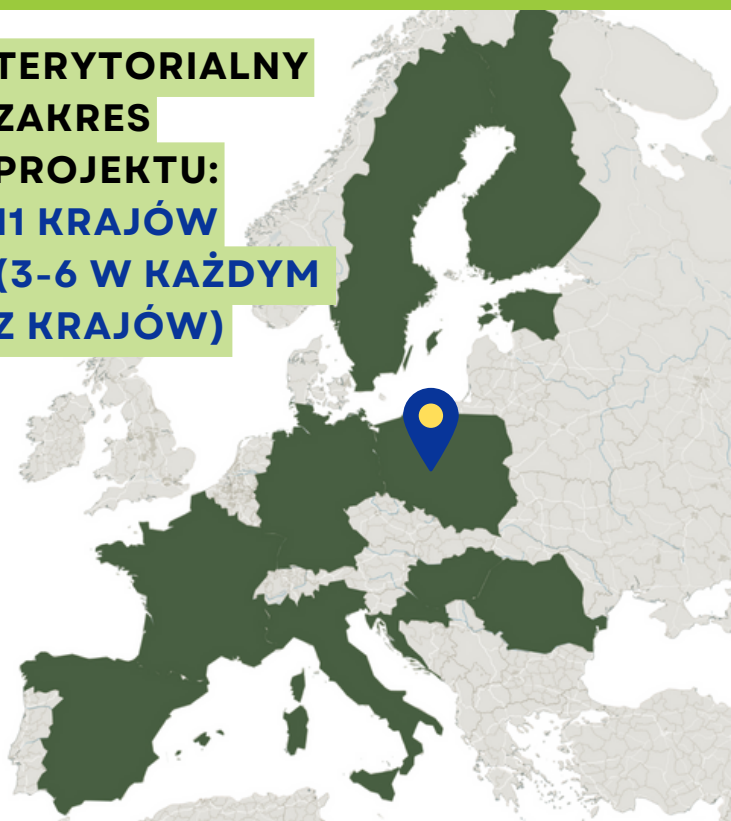 TERYTORIALNY
ZAKRES
PROJEKTU:
11 KRAJÓW
(3-6 W KAŻDYM
Z KRAJÓW)